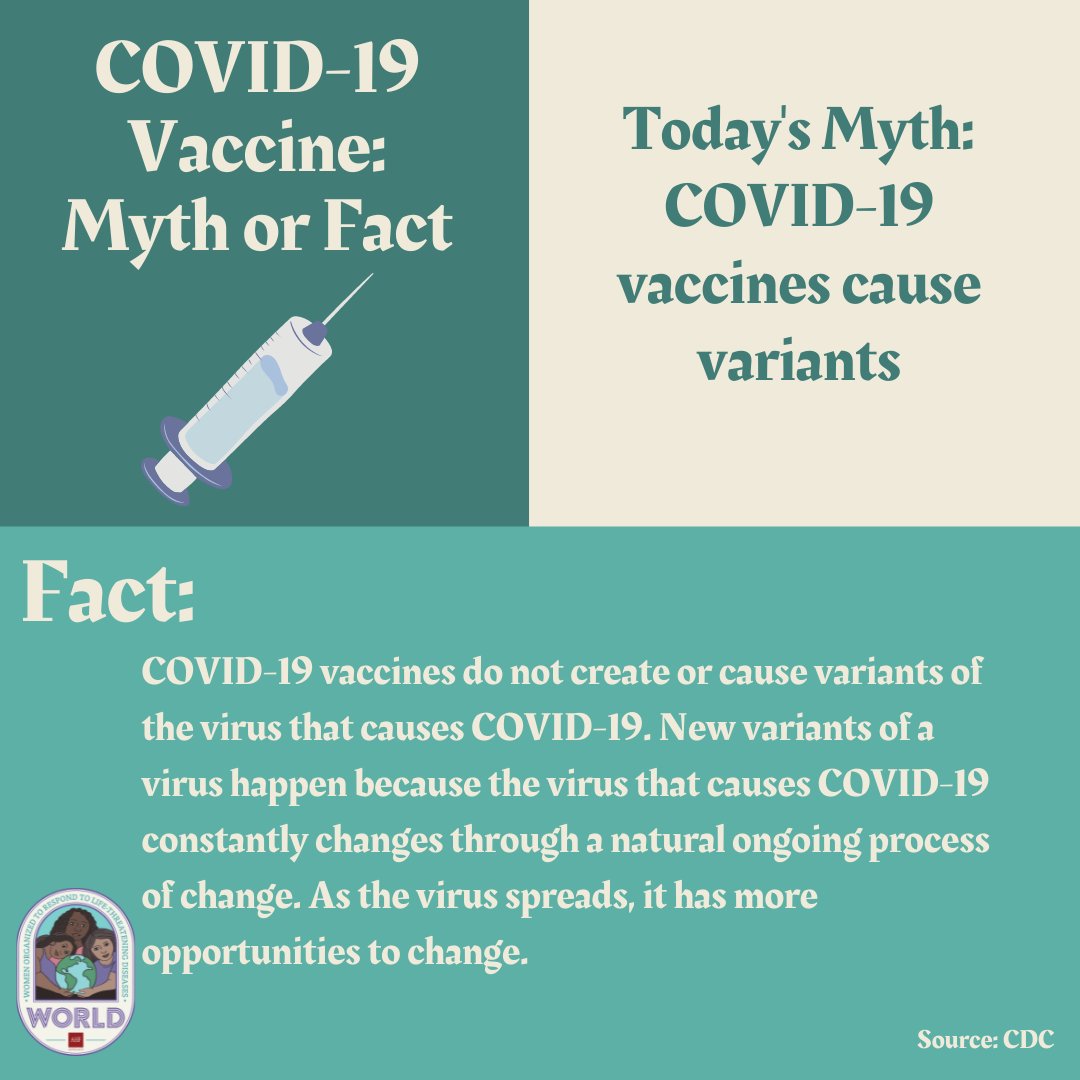 COVID-19
Vaccine:
Myth or Fact
Today's Myth:
COVID-19
vaccines cause
variants
Fact:
COVID-19 vaccines do not create or cause variants of
the virus that causes COVID-19. New variants of a
virus happen because the virus that causes COVID-19
constantly changes through a natural ongoing process
of change. As the virus spreads, it has more
opportunities to change.
WOMEN ORGANIZED TO RESPOND TO LIFE-THREATENING DISEASES
WORLD
Source: CDC